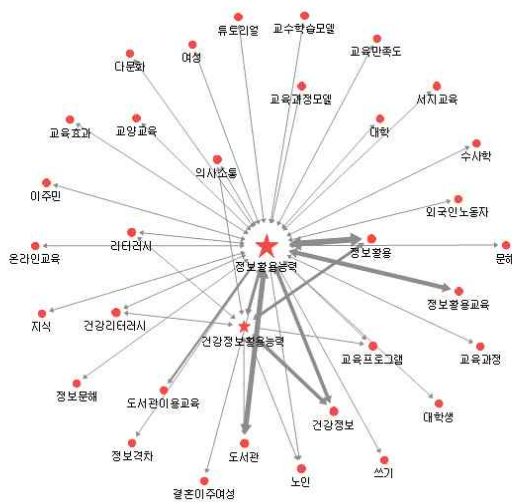 튜토리얼
교수학습모델
교육만족도
여성
다문화
교육과정모델
서지교육
교육효과
교양교육
대학
수사학
의사소통
이주민
외국인노동자
리터러시
정보활용
온라인교육
정보활용능력
문해
정보활용교육
지식
건강리터러시
건강정보활용능력
교육프로그램
교육과정
정보문해
도서관이용교육
대학생
건강정보
정보격차
도서관
노인
쓰기
결혼이주여성